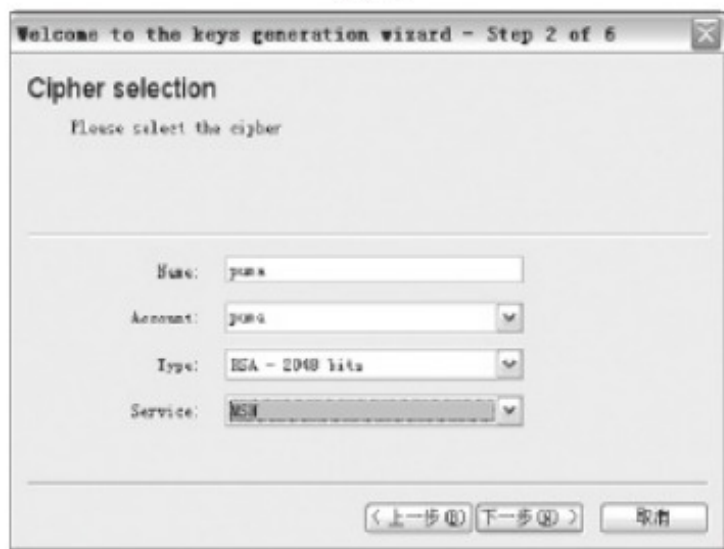 Welcome to the keys generation wizard - Step 2 of 6
Cipher selection
Please select the cipher
Name: puma
Account: puma
Type: RSA - 2048 bits
Service: MSN
< 上一步(B) 下一步(N) > 取消